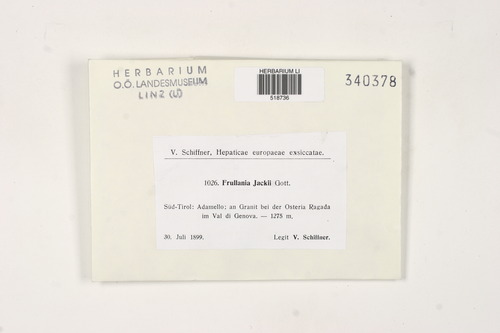 HERBARIUM
O.Ö. LANDESMUSEUM
LINZ (LI)
HERBARIUM LI
518736
340378
V. Schiffner, Hepaticae europaeae exsiccatae.
1026. Frullania Jackii Gott.
Süd-Tirol: Adamello; an Granit bei der Osteria Ragada
im Val di Genova. — 1275 m.
30. Juli 1899. Legit V. Schiffner.